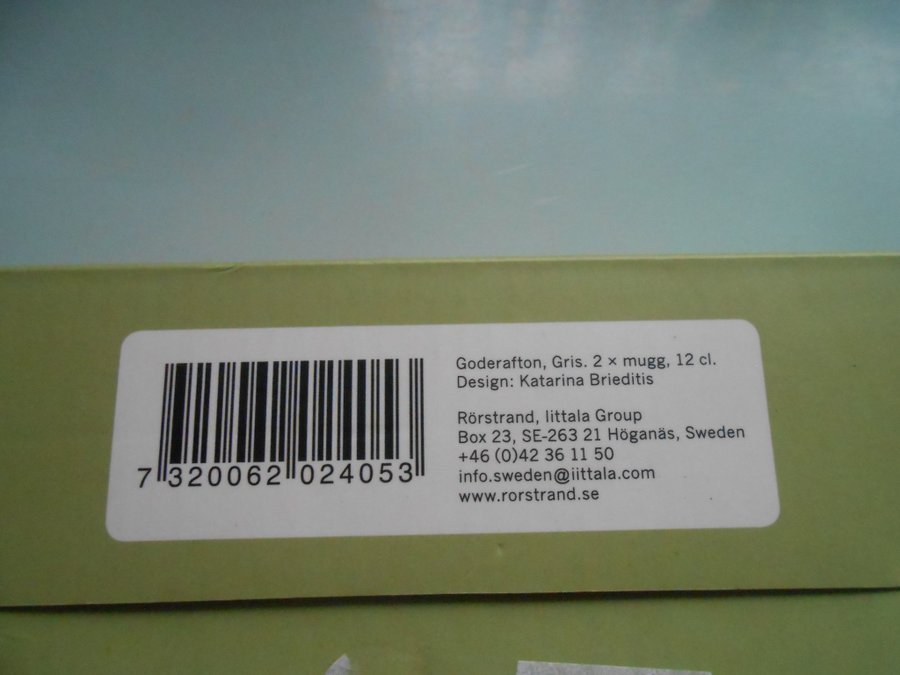 7 320062 024053
Goderafton, Gris. 2 × mugg, 12 cl.
Design: Katarina Brieditis
Rörstrand, Iittala Group
Box 23, SE-263 21 Höganäs, Sweden
+46 (0)42 36 11 50
info.sweden@iittala.com
www.rorstrand.se